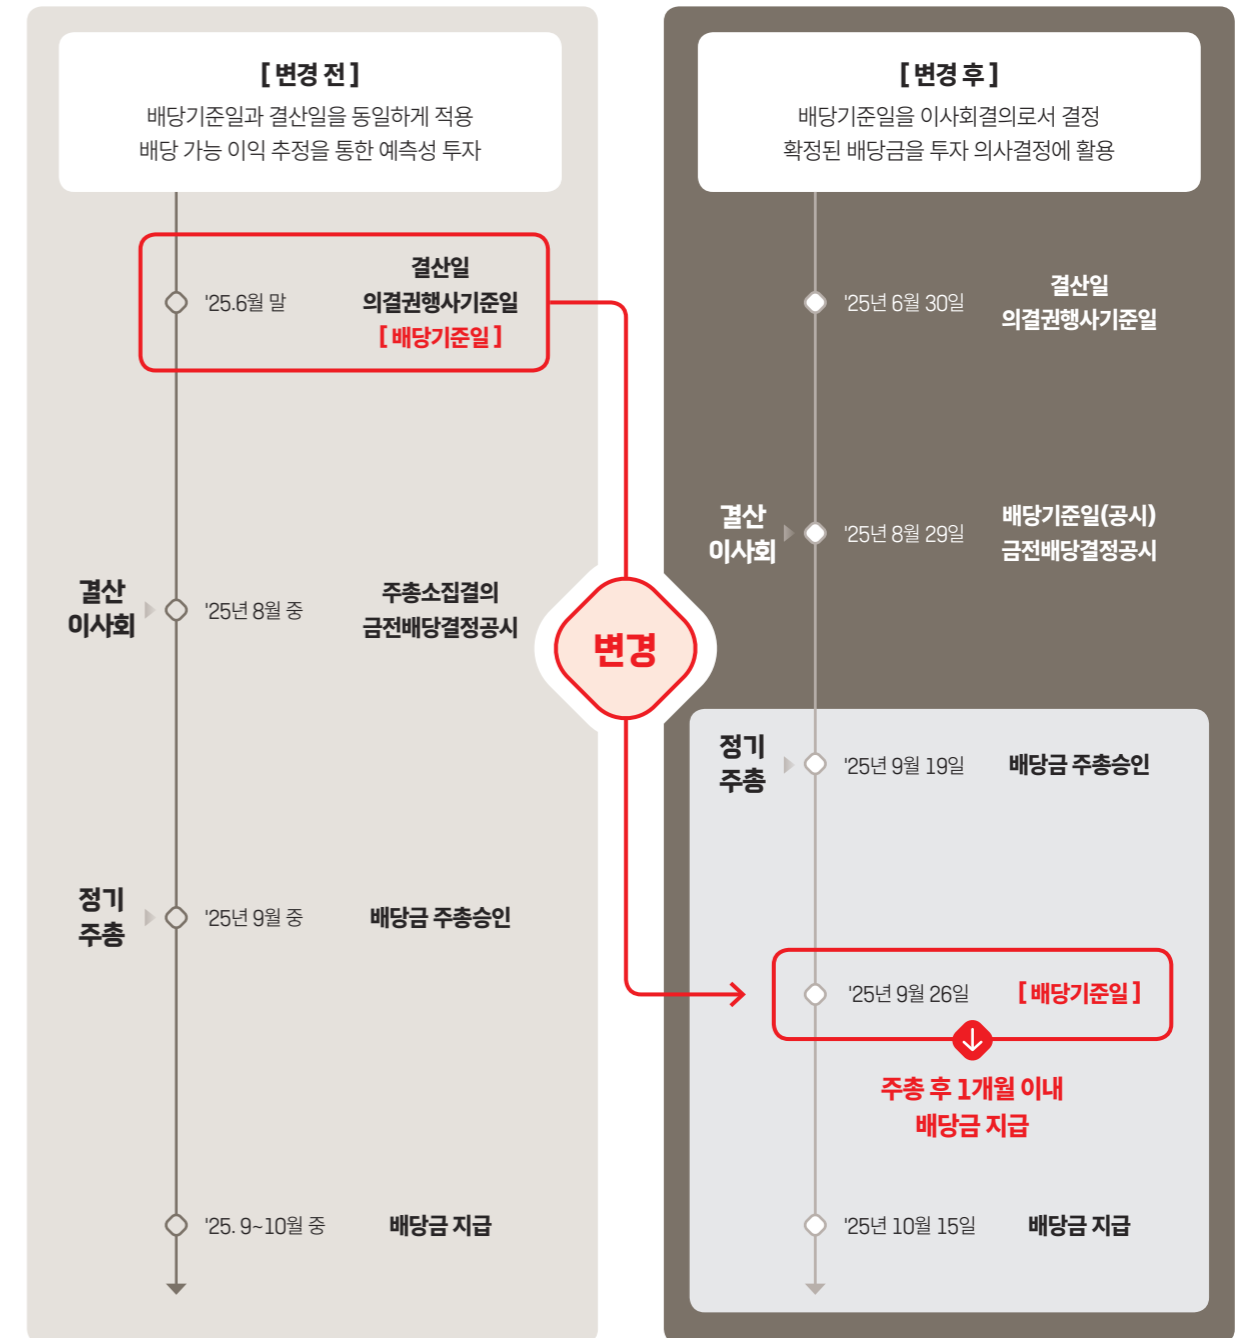 [ 변경 전 ]
배당기준일과 결산일을 동일하게 적용
배당 가능 이익 추정을 통한 예측성 투자
'25.6월 말
결산일
의결권행사기준일
[ 배당기준일 ]
결산
이사회
'25년 8월 중
주총소집결의
금전배당결정공시
정기
주총
'25년 9월 중
배당금 주총승인
'25. 9~10월 중
배당금 지급
변경
[ 변경 후 ]
배당기준일을 이사회결의로서 결정
확정된 배당금을 투자 의사결정에 활용
'25년 6월 30일
결산일
의결권행사기준일
결산
이사회
'25년 8월 29일
배당기준일(공시)
금전배당결정공시
정기
주총
'25년 9월 19일
배당금 주총승인
'25년 9월 26일
[ 배당기준일 ]
주총 후 1개월 이내
배당금 지급
'25년 10월 15일
배당금 지급